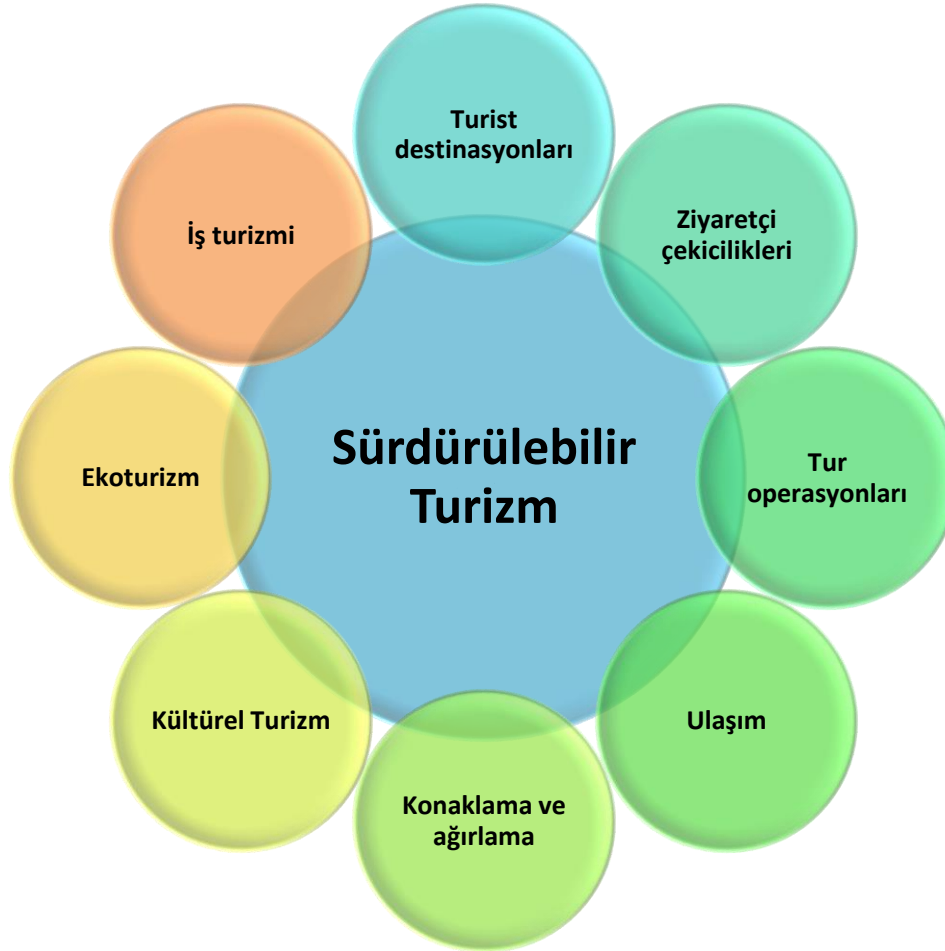 Turist
destinasyonları
Ziyaretçi
çekicilikleri
Tur
operasyonları
Ulaşım
Konaklama ve
ağırlama
Kültürel Turizm
Ekoturizm
İş turizmi
Sürdürülebilir
Turizm